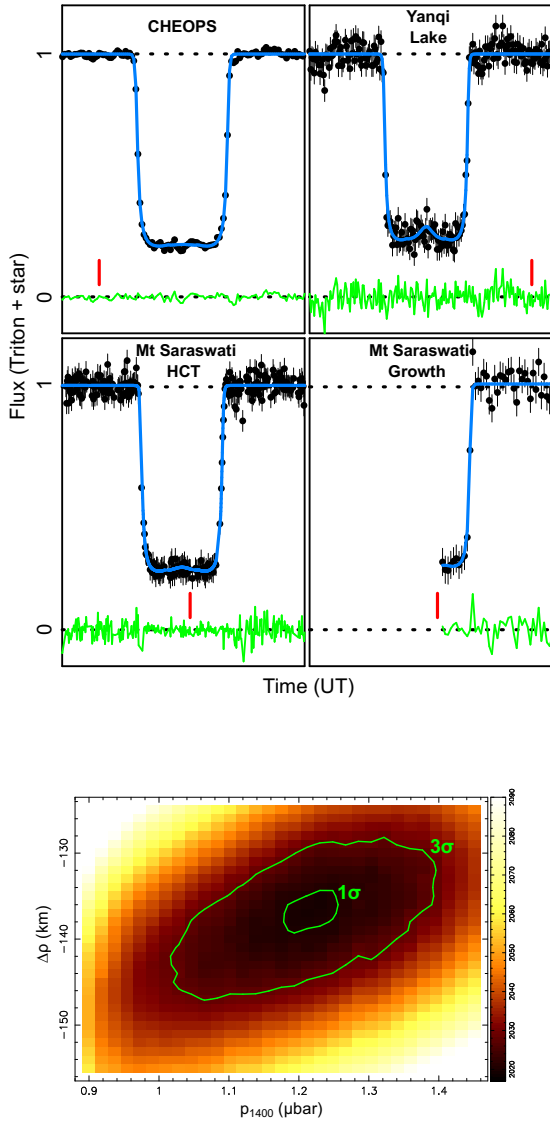 CHEOPS
Yanqi
Lake
1
0
Mt Saraswati
HCT
Mt Saraswati
Growth
1
0
Flux (Triton + star)
Time (UT)
3σ
1σ
−130
−140
−150
Δρ (km)
0.9 1 1.1 1.2 1.3 1.4
p1400 (μbar)
2020 2030 2040 2050 2060 2070 2080 2090